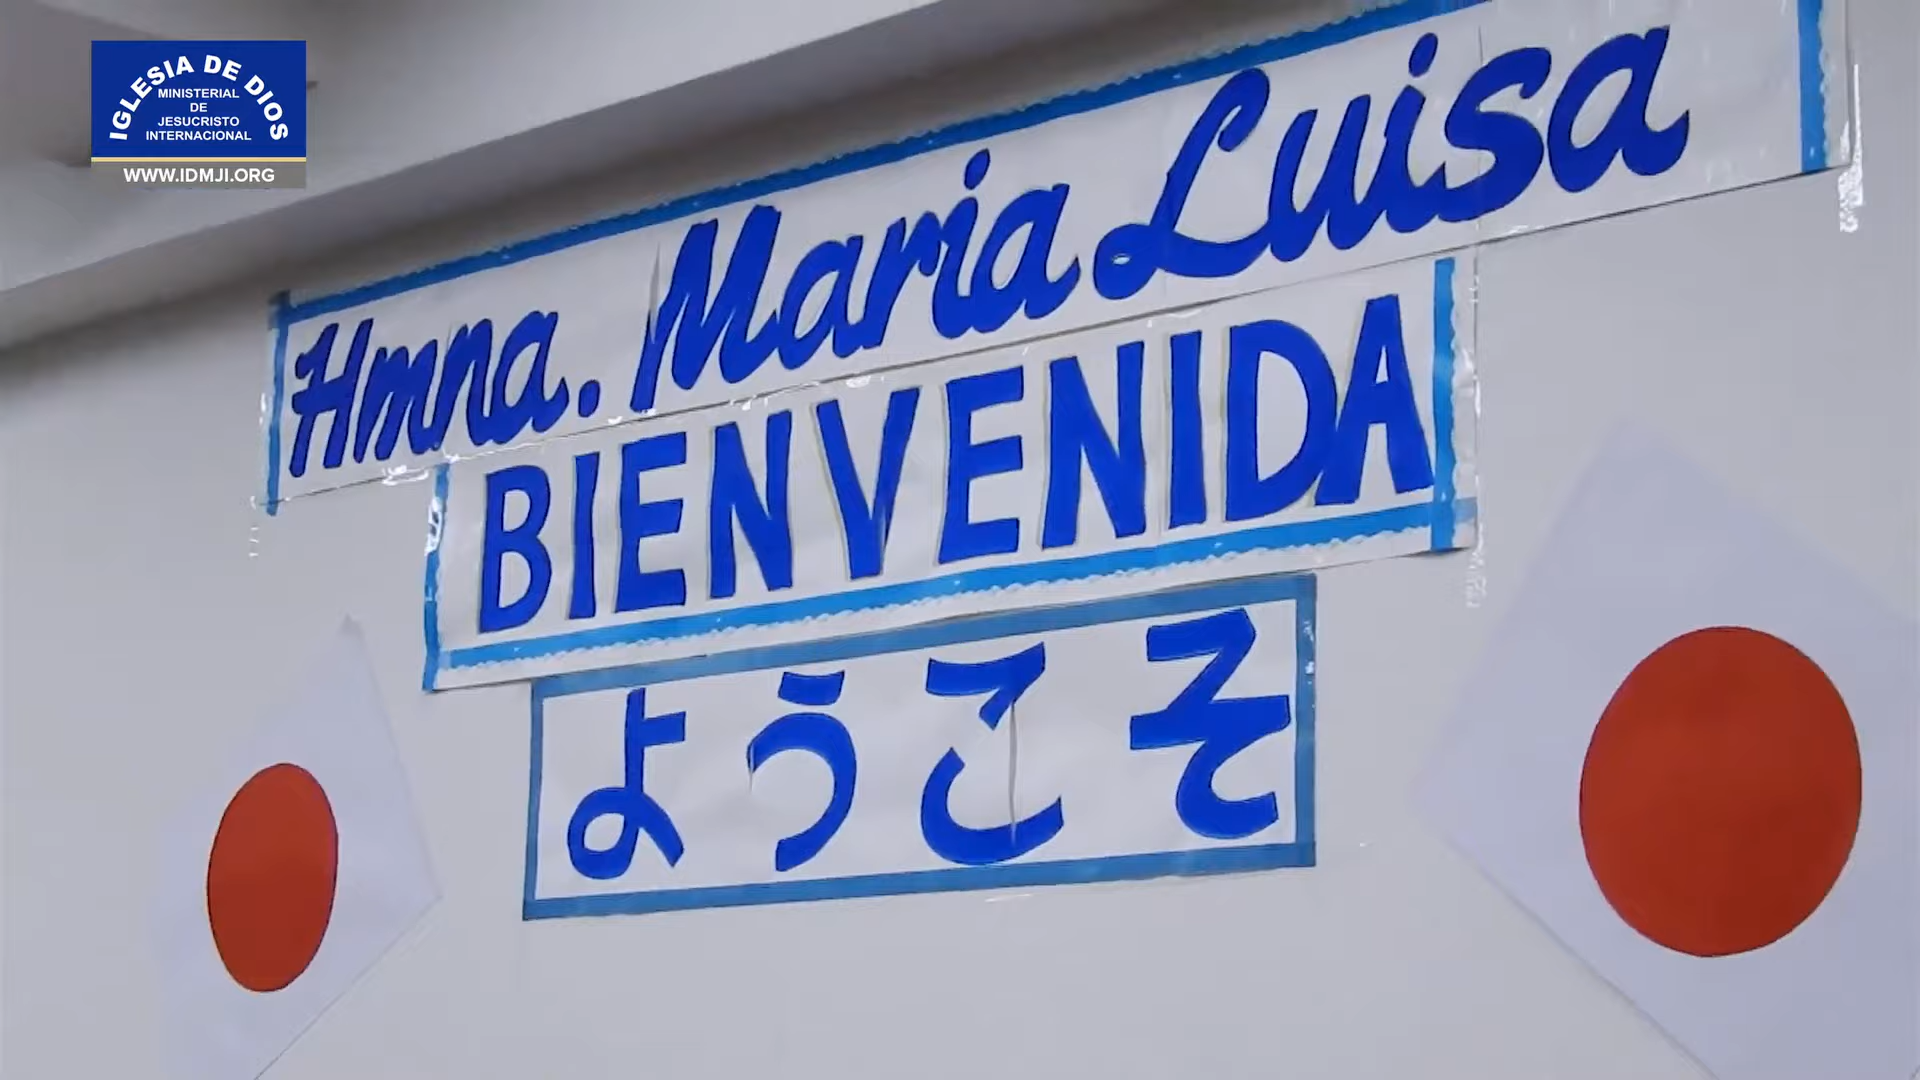 IGLESIA DE DIOS
MINISTERIAL
DE
JESUCRISTO
INTERNACIONAL
WWW.IDMJI.ORG
Hmna. Maria Luisa
BIENVENIDA
ようこそ